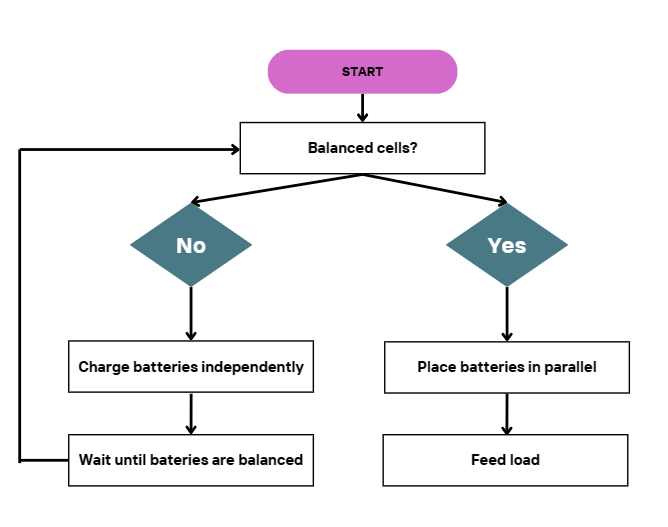 START
Balanced cells?
No
Yes
Charge batteries independently
Place batteries in parallel
Wait until bateries are balanced
Feed load